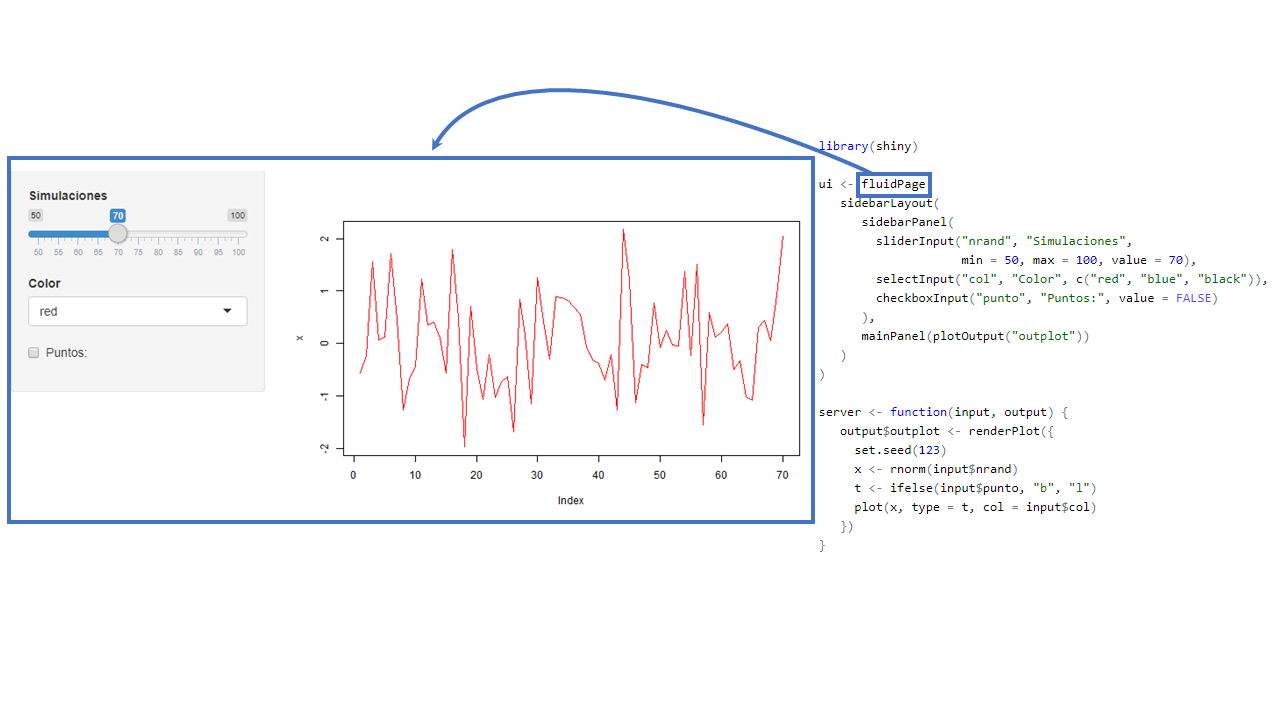 Simulaciones
50 70 100
50 55 60 65 70 75 80 85 90 95 100
Color
red
Puntos:
x
2
1
0
-1
-2
0 10 20 30 40 50 60 70
Index
library(shiny)
ui <- fluidPage
sidebarLayout(
sidebarPanel(
sliderInput("nrand", "Simulaciones",
min = 50, max = 100, value = 70),
selectInput("col", "Color", c("red", "blue", "black")),
checkboxInput("punto", "Puntos:", value = FALSE)
),
mainPanel(plotOutput("outplot"))
)
)
server <- function(input, output) {
output$outplot <- renderPlot({
set.seed(123)
x <- rnorm(input$nrand)
t <- ifelse(input$punto, "b", "l")
plot(x, type = t, col = input$col)
})
}